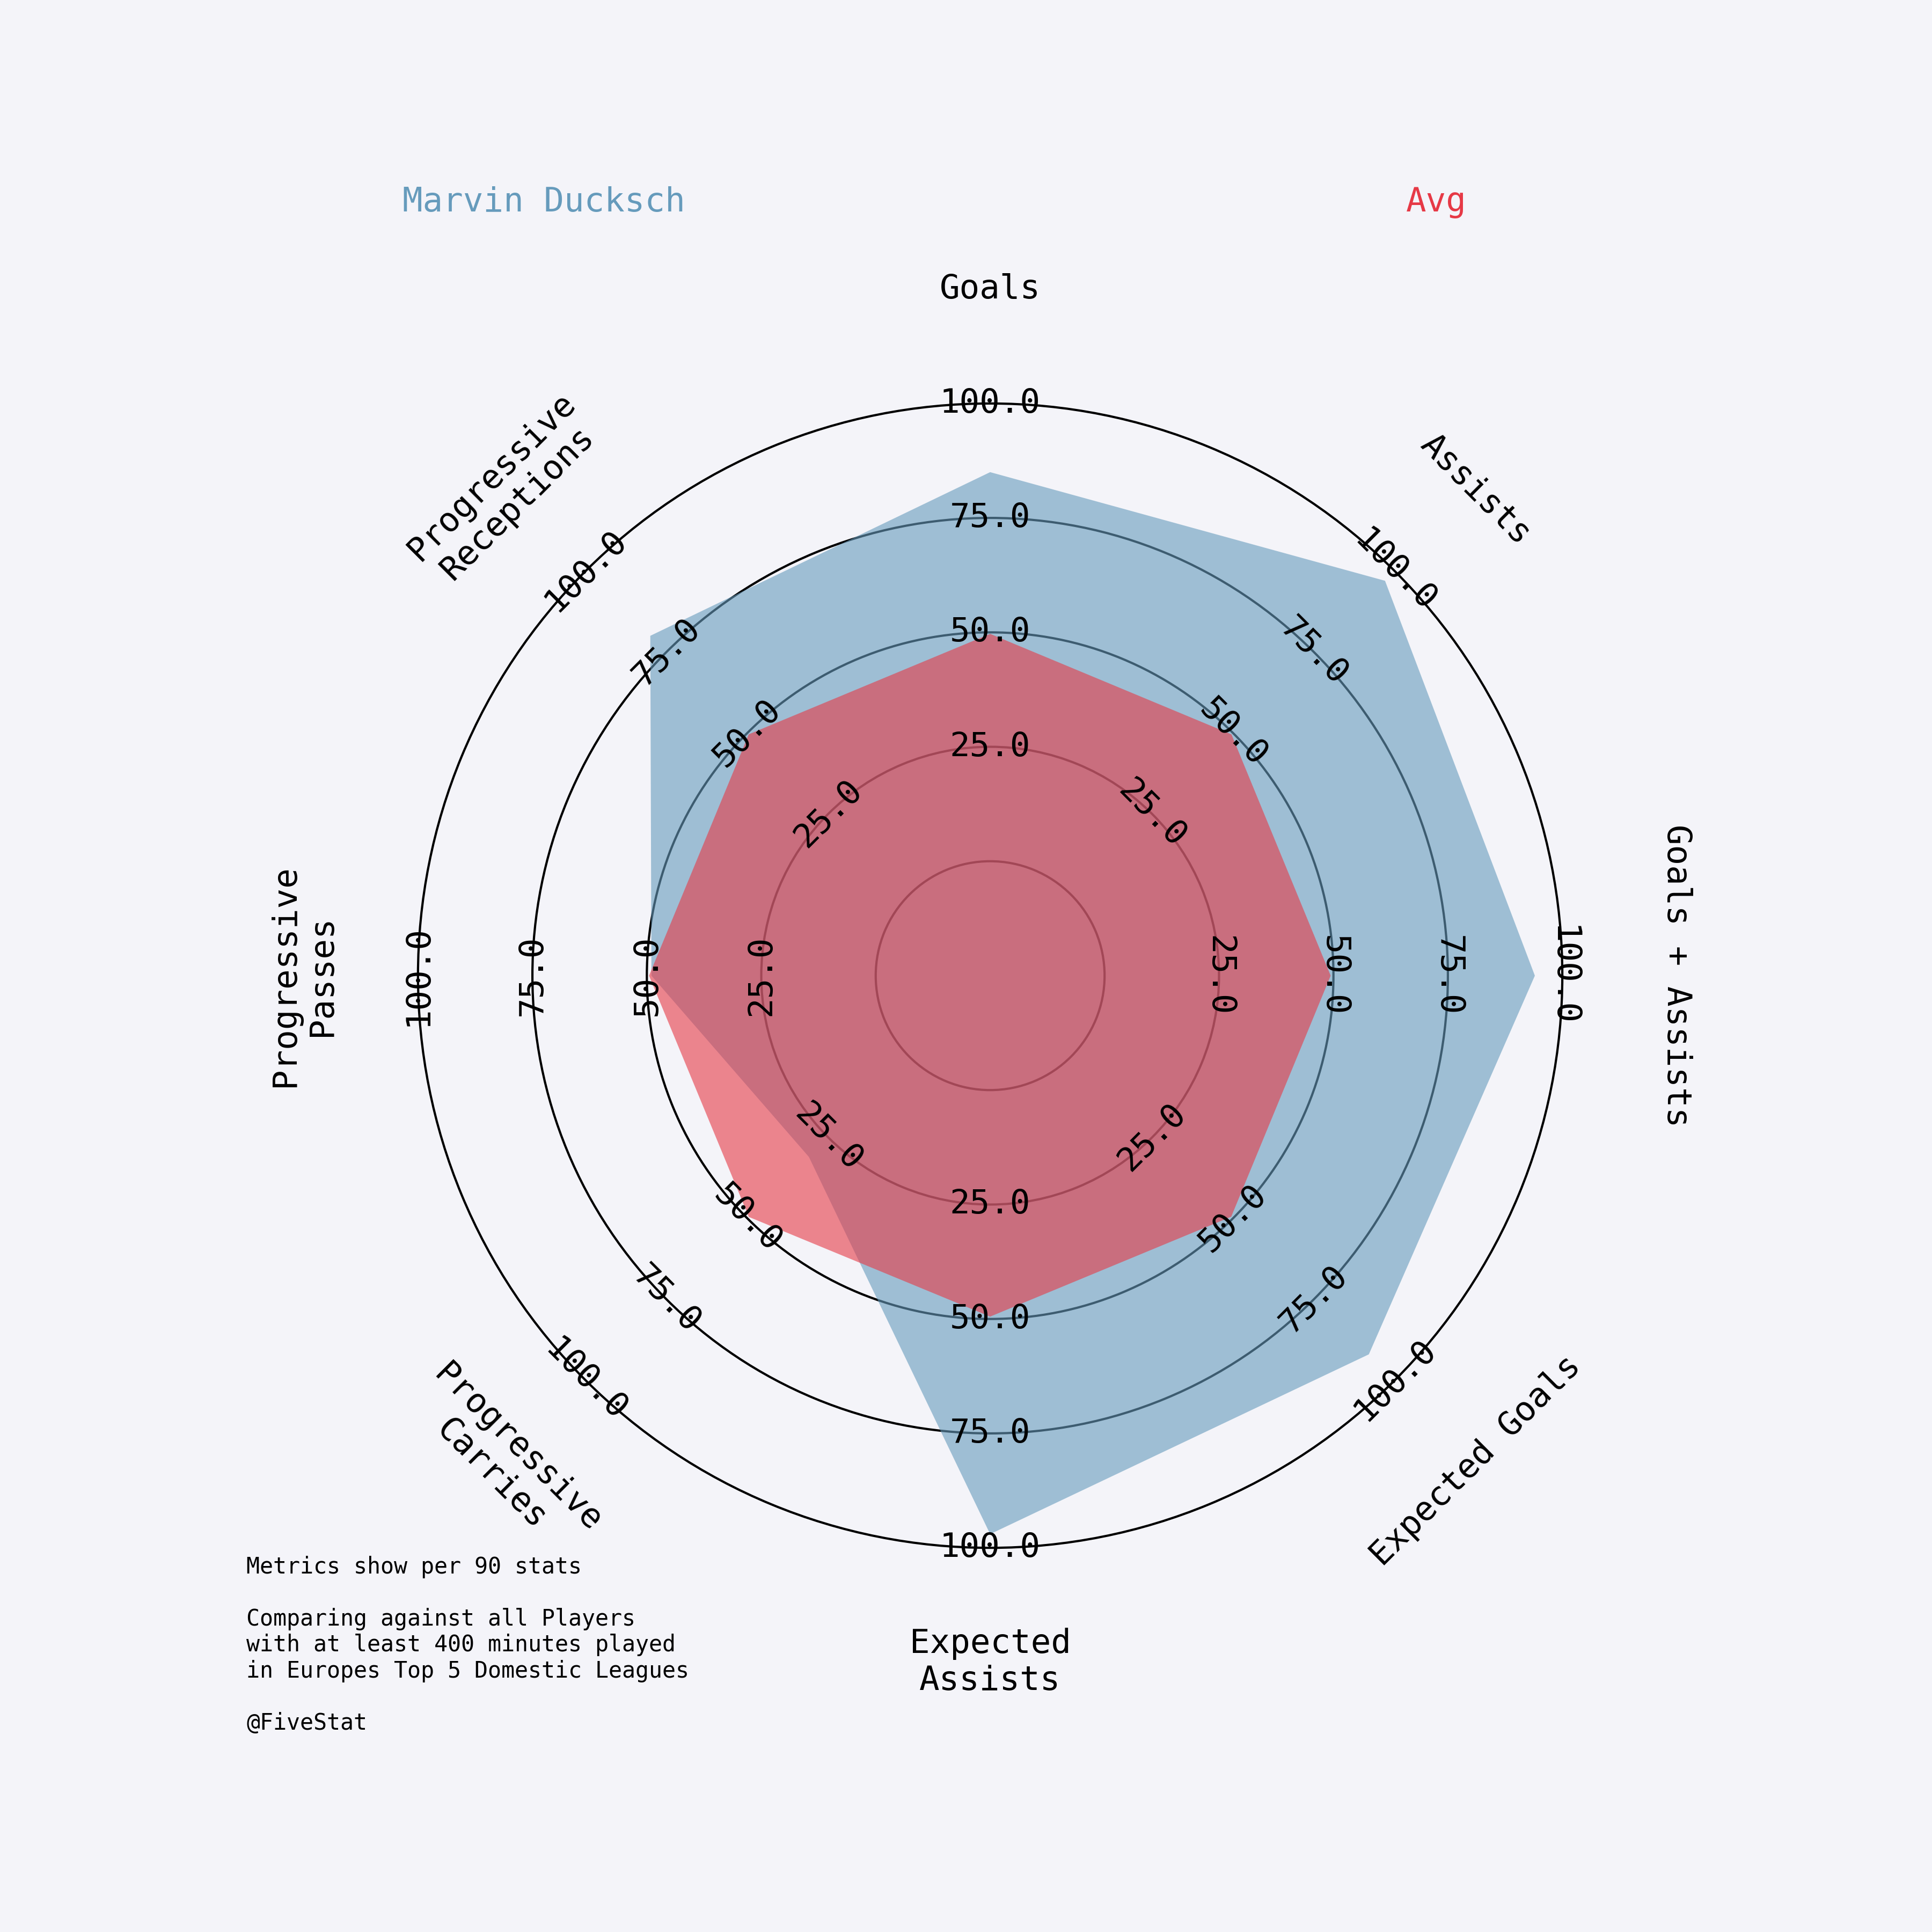 Marvin Ducksch
Avg
Goals
Assists
Goals + Assists
Expected Goals
Expected
Assists
Progressive
Carries
Progressive
Passes
Progressive
Receptions
25.0
50.0
75.0
100.0
25.0
50.0
75.0
100.0
25.0
50.0
75.0
100.0
25.0
50.0
75.0
100.0
25.0
50.0
75.0
100.0
25.0
50.0
75.0
100.0
25.0
50.0
75.0
100.0
25.0
50.0
75.0
100.0
Metrics show per 90 stats
Comparing against all Players
with at least 400 minutes played
in Europes Top 5 Domestic Leagues
@FiveStat